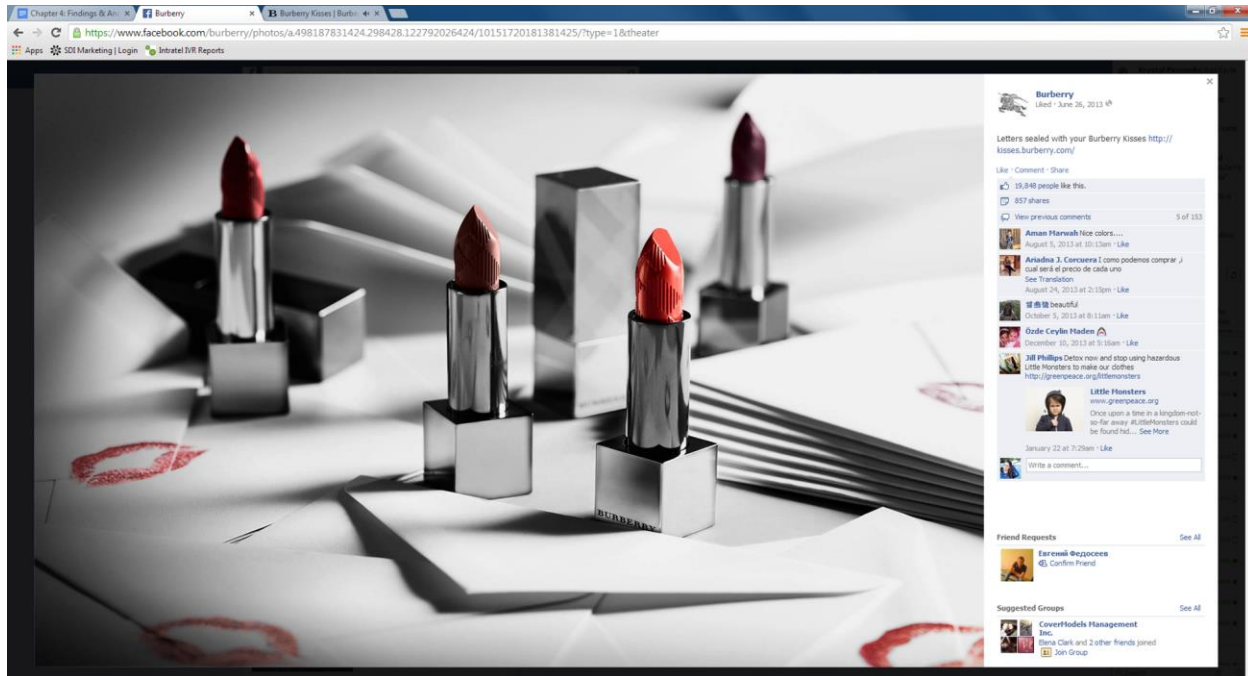 Chapter 4: Findings & An
Burberry
Burberry Kisses | Burbe
https://www.facebook.com/burberry/photos/a.498187831424.298428.122792026424/10151720181381425/?type=1&theater
Apps SDI Marketing | Login Intratel IVR Reports
BURBERRY
Burberry
Liked · June 26, 2013
Letters sealed with your Burberry Kisses http://
kisses.burberry.com/
Like · Comment · Share
19,848 people like this.
857 shares
View previous comments 5 of 153
Aman Marwah Nice colors....
August 5, 2013 at 10:13am · Like
Ariadna J. Corcuera I como podemos comprar ,i
cual será el precio de cada uno
See Translation
August 24, 2013 at 2:15pm · Like
beautiful
October 5, 2013 at 8:11am · Like
Özde Ceylin Maden
December 10, 2013 at 5:16am · Like
Jill Phillips Detox now and stop using hazardous
Little Monsters to make our clothes
http://greenpeace.org/littlemonsters
Little Monsters
www.greenpeace.org
Once upon a time in a kingdom-not-
so-far away #LittleMonsters could
be found hid... See More
January 22 at 7:29am · Like
Write a comment...
Friend Requests See All
Евгений Федосеев
Confirm Friend
Suggested Groups See All
CoverModels Management
Inc.
Elena Clark and 2 other friends joined
Join Group